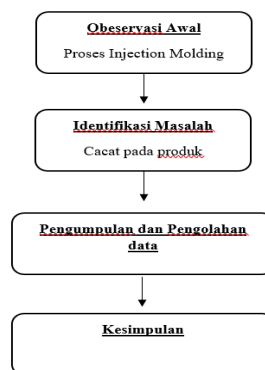 Obeservasi Awal
Proses Injection Molding
Identifikasi Masalah
Cacat pada produk
Pengumpulan dan Pengolahan
data
Kesimpulan